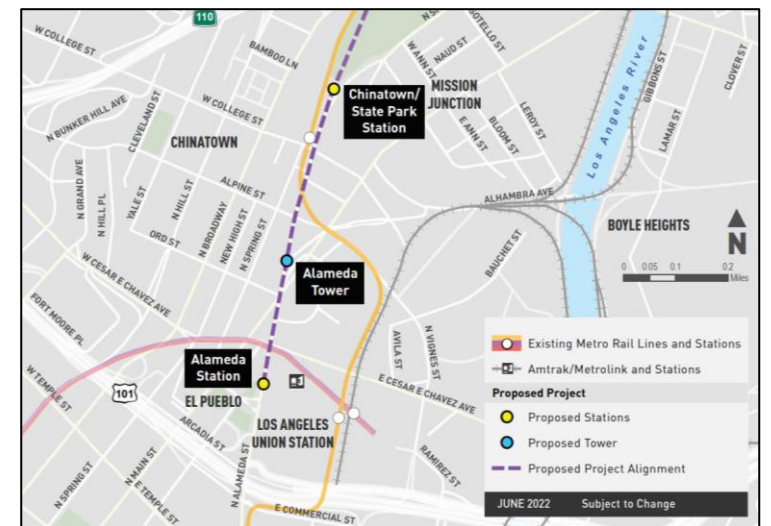 110
N SP
SOTELLO ST
W COLLEGE ST
BAMBOO LN
W ANN ST
NAUD ST
Los Angeles River
GIBBONS ST
CLOVER ST
Chinatown/
State Park
Station
MISSION
JUNCTION
LEROY ST
LAMAR ST
N BUNKER HILL AVE
CLEVELAND ST
W COLLEGE ST
E ANN ST
BLOOM ST
CHINATOWN
N GRAND AVE
N HILL PL
YALE ST
N HILL ST
ALPINE ST
ALHAMBRA AVE
BOYLE HEIGHTS
N
ORD ST
N BROADWAY
NEW HIGH ST
N SPRING ST
BAUCHET ST
0 0.05 0.1 0.2
Miles
W CESAR E CHAVEZ AVE
Alameda
Tower
FORT MOORE PL
AVILA ST
N VIGNES ST
Existing Metro Rail Lines and Stations
Alameda
Station
Amtrak/Metrolink and Stations
W TEMPLE ST
101
EL PUEBLO
E CESAR E CHAVEZ AVE
Proposed Project
Proposed Stations
ARCADIA ST
LOS ANGELES
UNION STATION
Proposed Tower
N SPRING ST
N MAIN ST
E TEMPLE ST
N ALAMEDA ST
RAMIREZ ST
Proposed Project Alignment
E COMMERCIAL ST
JUNE 2022 Subject to Change